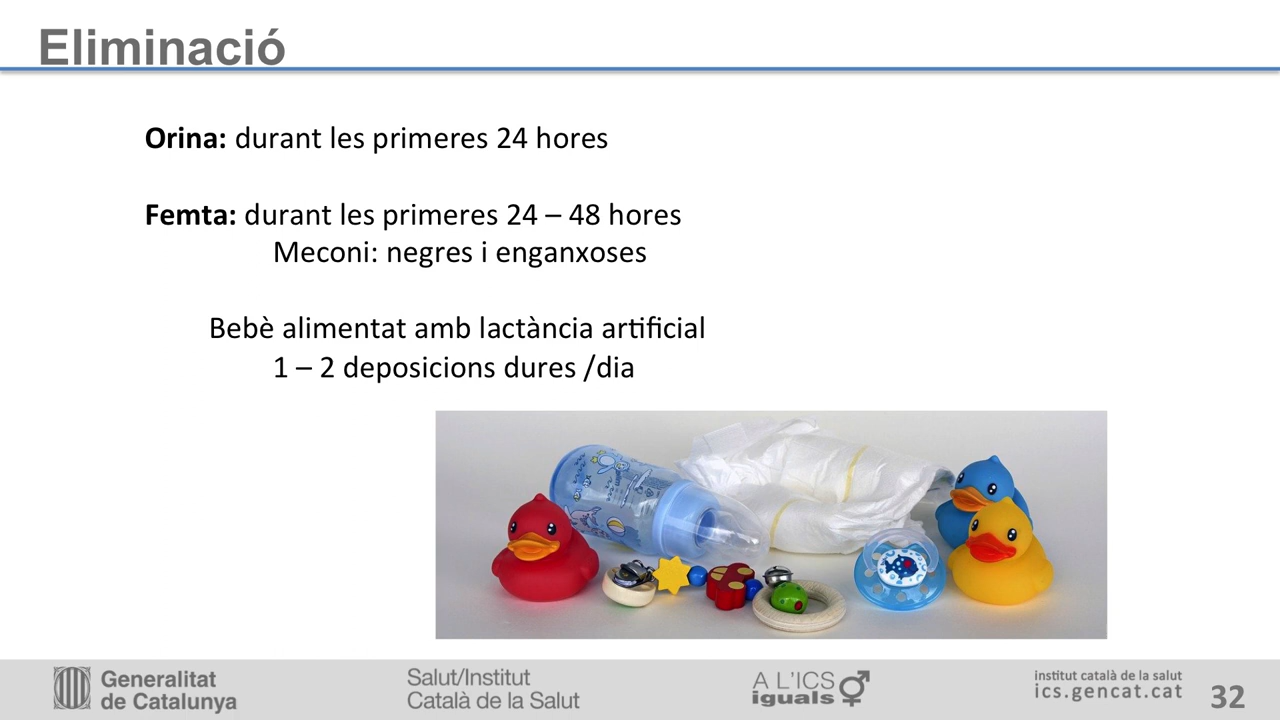 Eliminació
Orina: durant les primeres 24 hores
Femta: durant les primeres 24 – 48 hores
Meconi: negres i enganxoses
Bebè alimentat amb lactància artificial
1 – 2 deposicions dures /dia
Generalitat
de Catalunya
Salut/Institut
Català de la Salut
A L'ICS
iguals
institut català de la salut
ics.gencat.cat
32